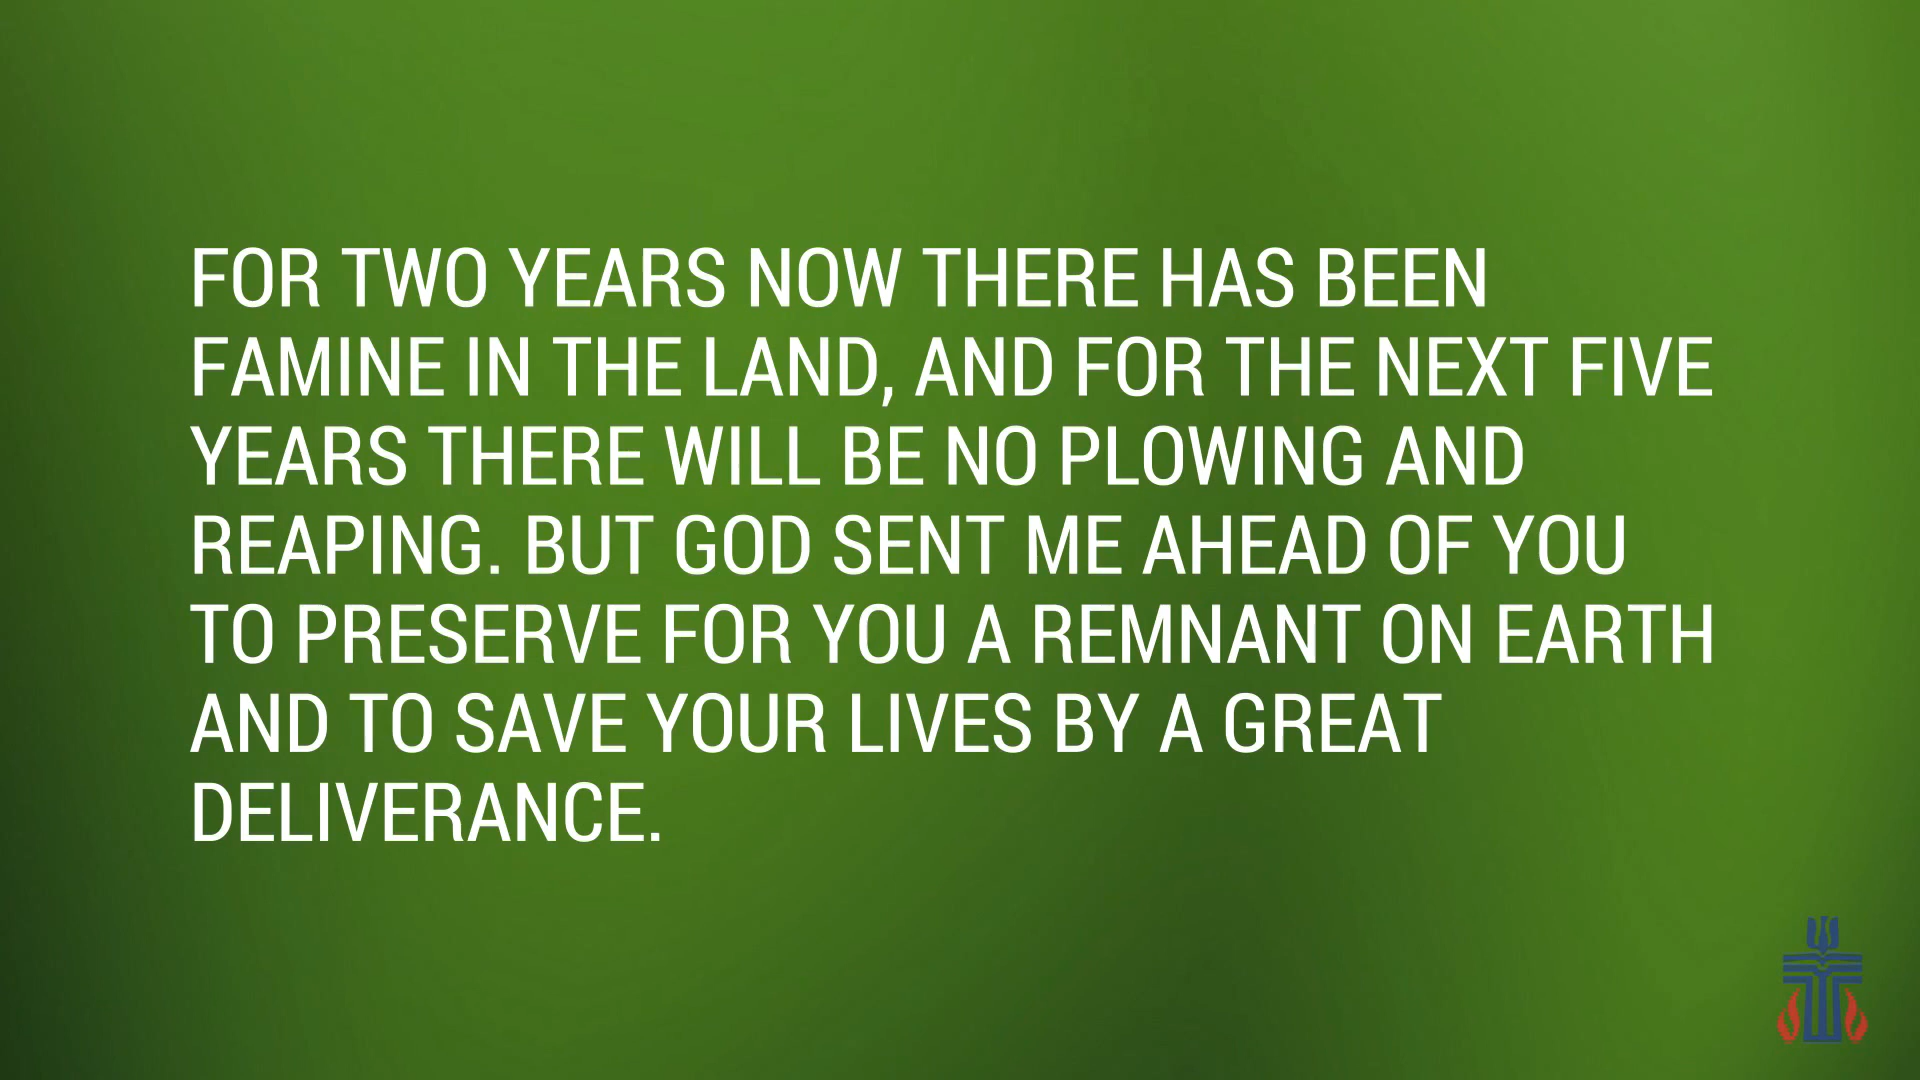 FOR TWO YEARS NOW THERE HAS BEEN
FAMINE IN THE LAND, AND FOR THE NEXT FIVE
YEARS THERE WILL BE NO PLOWING AND
REAPING. BUT GOD SENT ME AHEAD OF YOU
TO PRESERVE FOR YOU A REMNANT ON EARTH
AND TO SAVE YOUR LIVES BY A GREAT
DELIVERANCE.